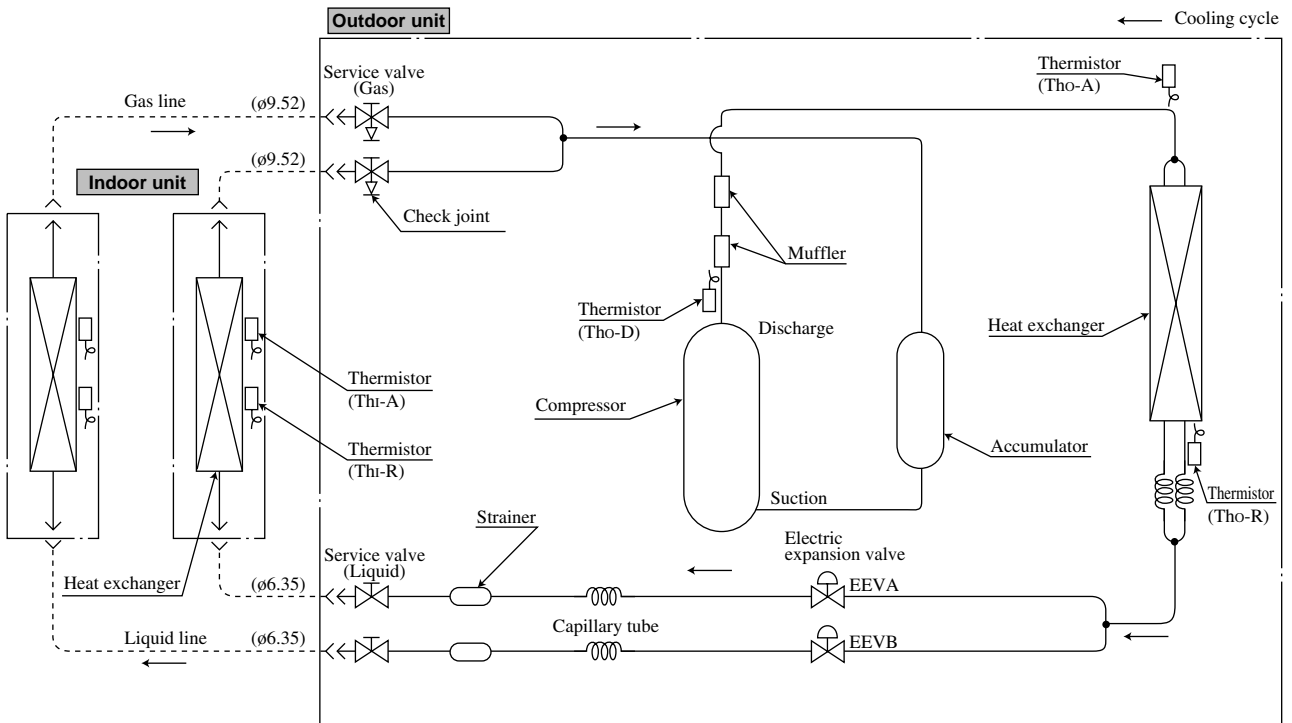 Outdoor unit
Cooling cycle
Service valve
(Gas)
Thermistor
(ThO-A)
Gas line
(ø9.52)
(ø9.52)
Indoor unit
Check joint
Muffler
Thermistor
(ThO-D)
Discharge
Heat exchanger
Thermistor
(ThI-A)
Compressor
Thermistor
(ThI-R)
Accumulator
Suction
Thermistor
(ThO-R)
Strainer
Electric
expansion valve
Service valve
(Liquid)
Heat exchanger
(ø6.35)
EEVA
Liquid line
(ø6.35)
Capillary tube
EEVB